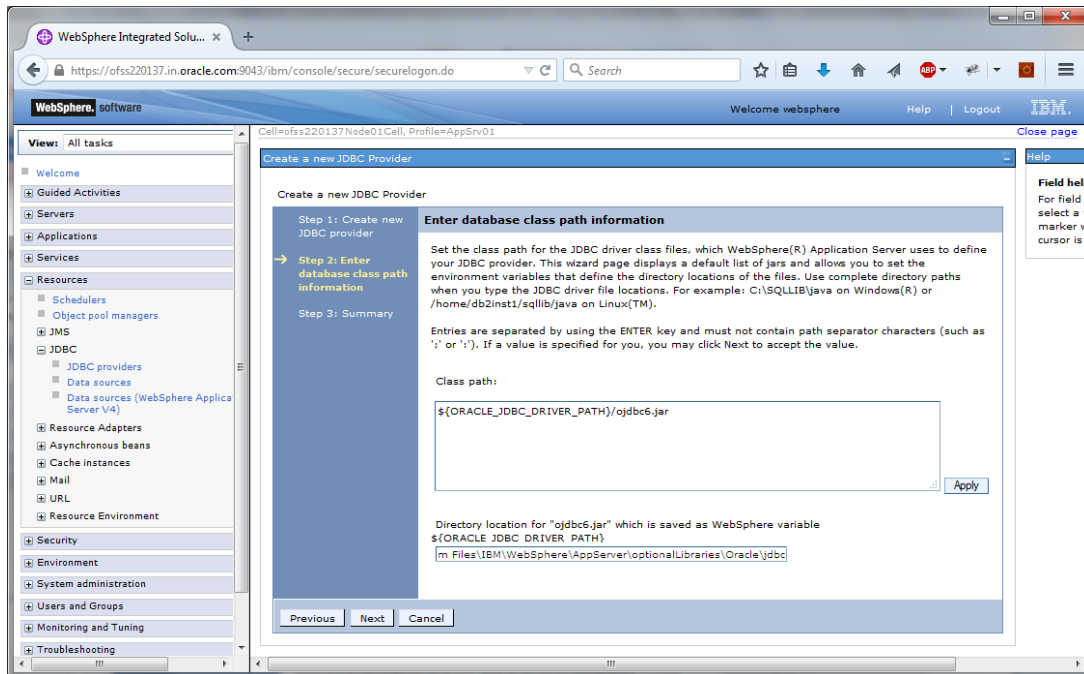 WebSphere Integrated Solu... × +
https://ofss220137.in.oracle.com:9043/ibm/console/secure/securelogon.do
Search
ABP
WebSphere. software
Welcome websphere
Help | Logout
IBM.
View: All tasks
Welcome
Guided Activities
Servers
Applications
Services
Resources
Schedulers
Object pool managers
JMS
JDBC
JDBC providers
Data sources
Data sources (WebSphere Applica
Server V4)
Resource Adapters
Asynchronous beans
Cache instances
Mail
URL
Resource Environment
Security
Environment
System administration
Users and Groups
Monitoring and Tuning
Troubleshooting
Cell=ofss220137Node01Cell, Profile=AppSrv01
Close page
Create a new JDBC Provider
Create a new JDBC Provider
Step 1: Create new
JDBC provider
Step 2: Enter
database class path
information
Step 3: Summary
Enter database class path information
Set the class path for the JDBC driver class files, which WebSphere(R) Application Server uses to define
your JDBC provider. This wizard page displays a default list of jars and allows you to set the
environment variables that define the directory locations of the files. Use complete directory paths
when you type the JDBC driver file locations. For example: C:\SQLLIB\java on Windows(R) or
/home/db2inst1/sqllib/java on Linux(TM).
Entries are separated by using the ENTER key and must not contain path separator characters (such as
';' or ':'). If a value is specified for you, you may click Next to accept the value.
Class path:
${ORACLE_JDBC_DRIVER_PATH}/ojdbc6.jar
Apply
Directory location for "ojdbc6.jar" which is saved as WebSphere variable
${ORACLE_JDBC_DRIVER_PATH}
m Files\IBM\WebSphere\AppServer\optionalLibraries\Oracle\jdbc
Previous Next Cancel
Help
Field hel
For field
select a
marker w
cursor is